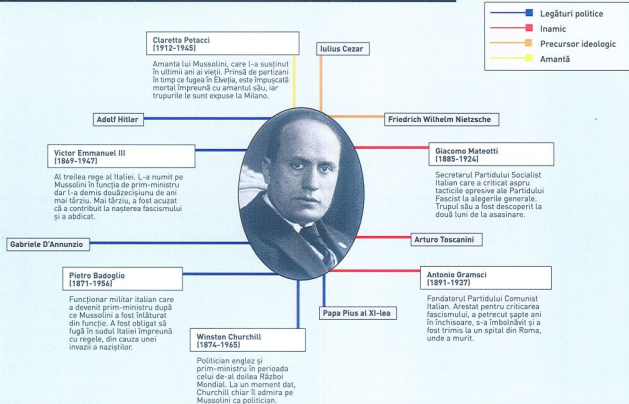 Legături politice
Inamic
Precursor ideologic
Amantă
Claretta Petacci
(1912-1945)
Amanta lui Mussolini, care l-a susținut
în ultimii ani ai vieții. Prinsă de partizani
în timp ce fugea în Elveția, este împușcată
mortal împreună cu amantul său, iar
trupurile le sunt expuse la Milano.
Iulius Cezar
Adolf Hitler
Friedrich Wilhelm Nietzsche
Victor Emmanuel III
(1869-1947)
Al treilea rege al Italiei. L-a numit pe
Mussolini în funcția de prim-ministru
dar l-a demis douăzecișiunu de ani
mai târziu. Mai târziu, a fost acuzat
că a contribuit la nașterea fascismului
și a abdicat.
Giacomo Mateotti
(1885-1924)
Secretarul Partidului Socialist
Italian care a criticat aspru
tacticile opresive ale Partidului
Fascist la alegerile generale.
Trupul său a fost descoperit la
două luni de la asasinare.
Gabriele D'Annunzio
Arturo Toscanini
Pietro Badoglio
(1871-1956)
Funcționar militar italian care
a devenit prim-ministru după
ce Mussolini a fost înlăturat
din funcție. A fost obligat să
fugă în sudul Italiei împreună
cu regele, din cauza unei
invazii a naziștilor.
Antonio Gramsci
(1891-1937)
Fondatorul Partidului Comunist
Italian. Arestat pentru criticarea
fascismului, a petrecut șapte ani
în închisoare, s-a îmbolnăvit și a
fost trimis la un spital din Roma,
unde a murit.
Papa Pius al XI-lea
Winston Churchill
(1874-1965)
Politician englez și
prim-ministru în perioada
celui de-al doilea Război
Mondial. La un moment dat,
Churchill chiar îl admira pe
Mussolini ca politician.